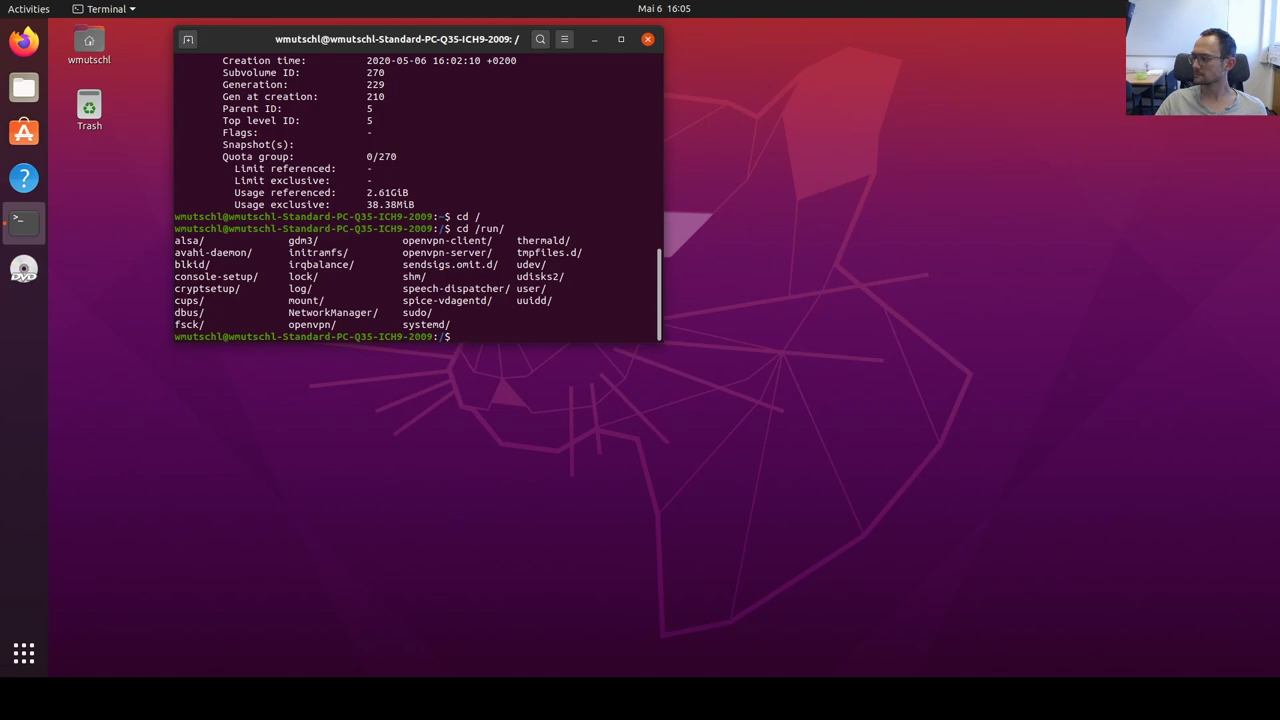 Activities
Terminal
Mai 6 16:05
wmutschl
Trash
wmutschl@wmutschl-Standard-PC-Q35-ICH9-2009: /
Creation time: 2020-05-06 16:02:10 +0200
Subvolume ID: 270
Generation: 229
Gen at creation: 210
Parent ID: 5
Top level ID: 5
Flags: -
Snapshot(s):
Quota group: 0/270
Limit referenced: -
Limit exclusive: -
Usage referenced: 2.61GiB
Usage exclusive: 38.38MiB
wmutschl@wmutschl-Standard-PC-Q35-ICH9-2009:~$ cd /
wmutschl@wmutschl-Standard-PC-Q35-ICH9-2009:/$ cd /run/
alsa/ gdm3/ openvpn-client/ thermald/
avahi-daemon/ initramfs/ openvpn-server/ tmpfiles.d/
blkid/ irqbalance/ sendsigs.omit.d/ udev/
console-setup/ lock/ shm/ udisks2/
cryptsetup/ log/ speech-dispatcher/ user/
cups/ mount/ spice-vdagentd/ uuidd/
dbus/ NetworkManager/ sudo/
fsck/ openvpn/ systemd/
wmutschl@wmutschl-Standard-PC-Q35-ICH9-2009:/$
>_
DVD